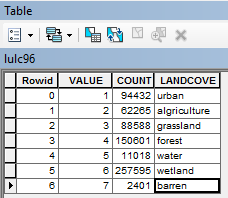 Table
lulc96
Rowid VALUE COUNT LANDCOVE
0 1 94432 urban
1 2 62265 algriculture
2 3 88588 grassland
3 4 150601 forest
4 5 11018 water
5 6 257595 wetland
6 7 2401 barren